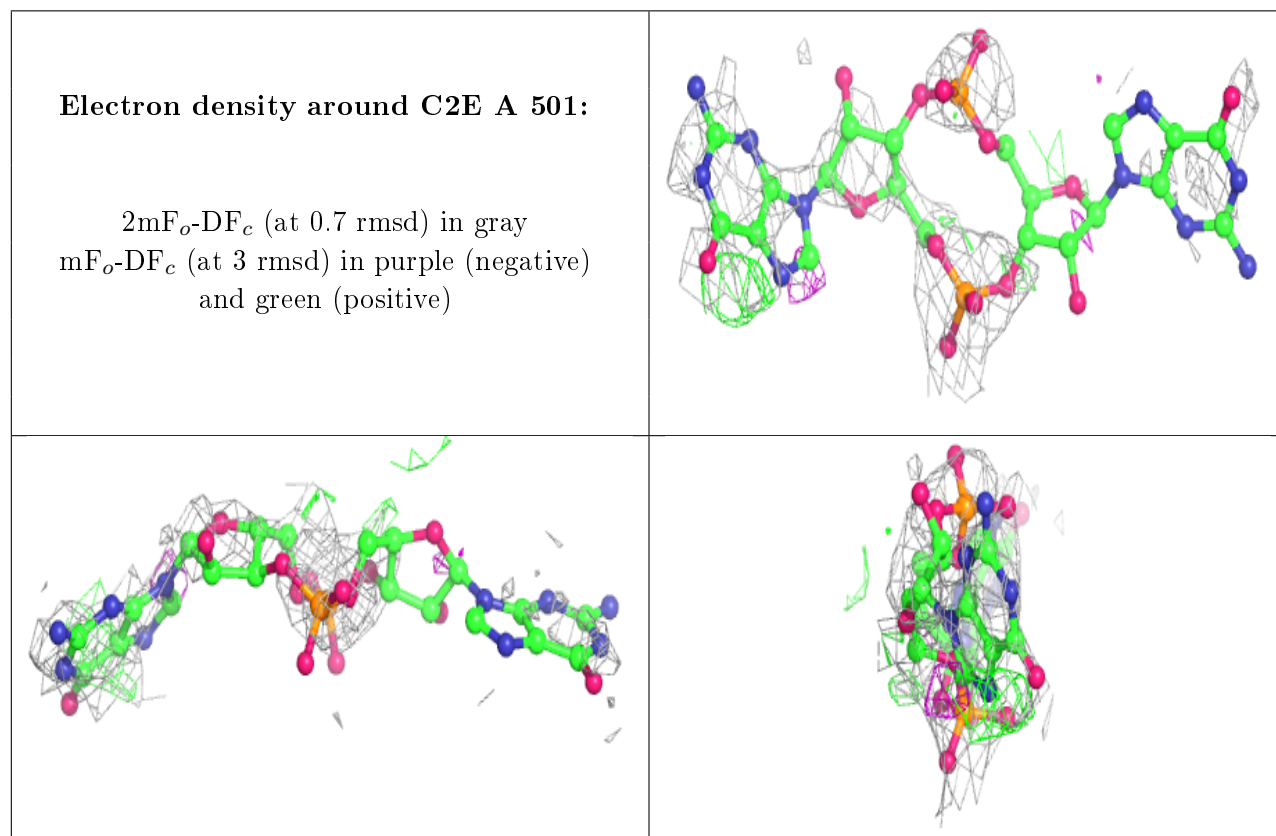 Electron density around C2E A 501:
2mFo-DFc (at 0.7 rmsd) in gray
mFo-DFc (at 3 rmsd) in purple (negative)
and green (positive)